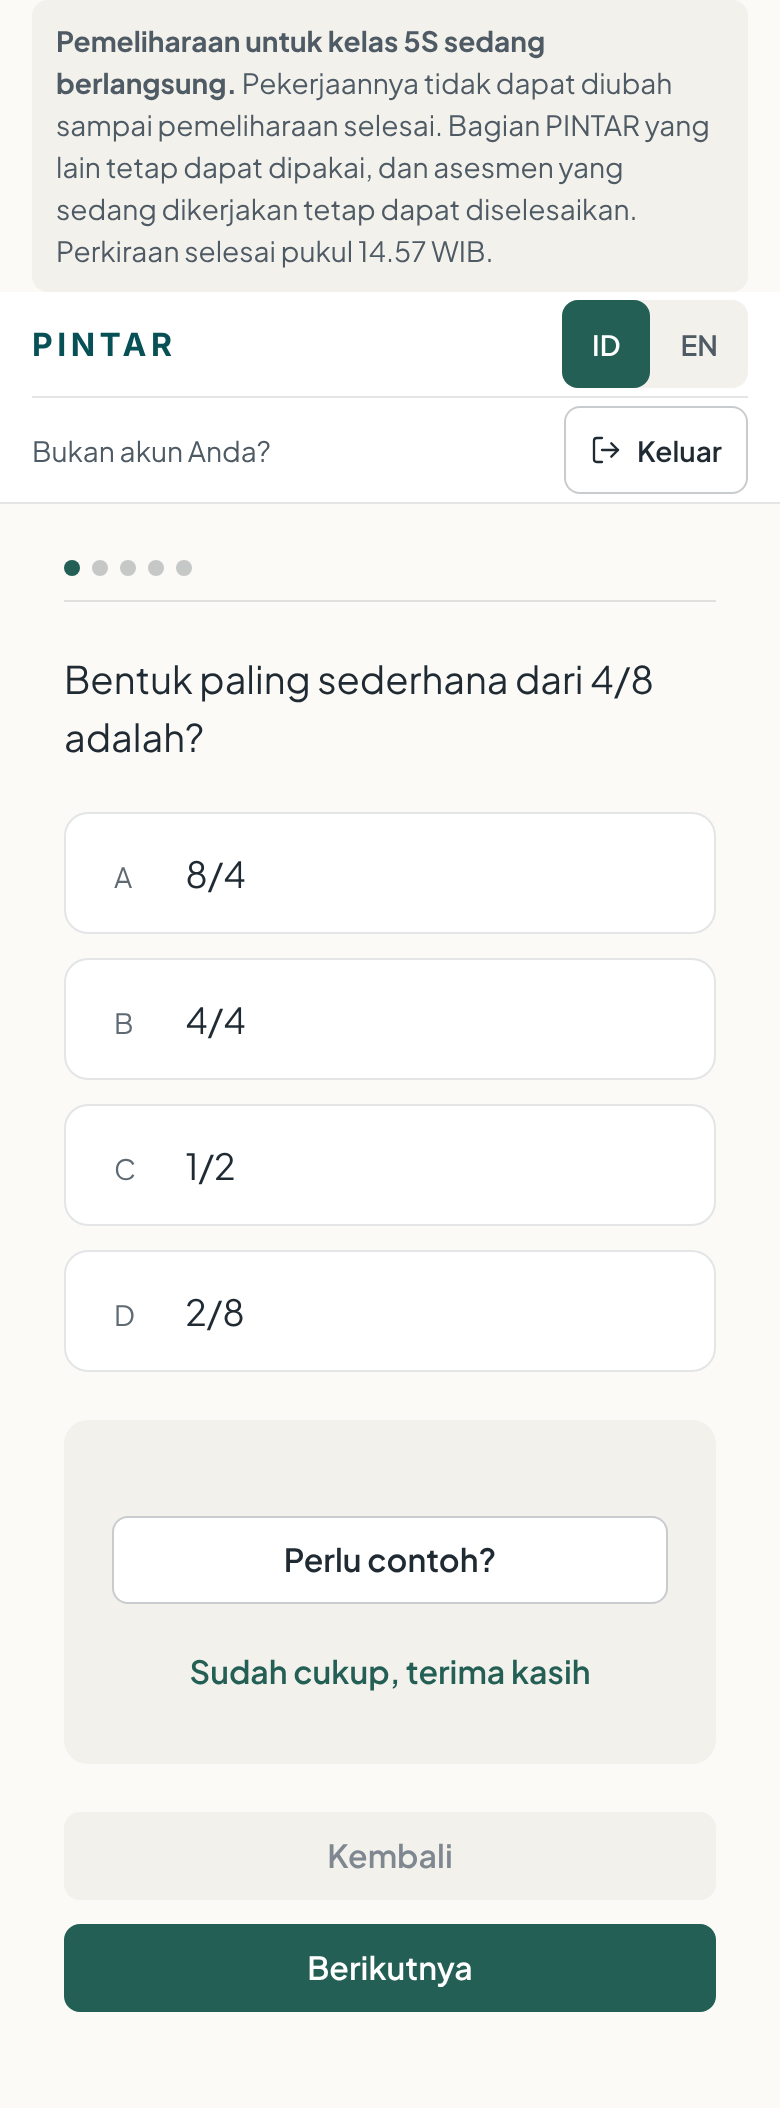 Pemeliharaan untuk kelas 5S sedang
berlangsung. Pekerjaannya tidak dapat diubah
sampai pemeliharaan selesai. Bagian PINTAR yang
lain tetap dapat dipakai, dan asesmen yang
sedang dikerjakan tetap dapat diselesaikan.
Perkiraan selesai pukul 14.57 WIB.
PINTAR
ID EN
Bukan akun Anda?
Keluar
Bentuk paling sederhana dari 4/8
adalah?
A 8/4
B 4/4
C 1/2
D 2/8
Perlu contoh?
Sudah cukup, terima kasih
Kembali
Berikutnya